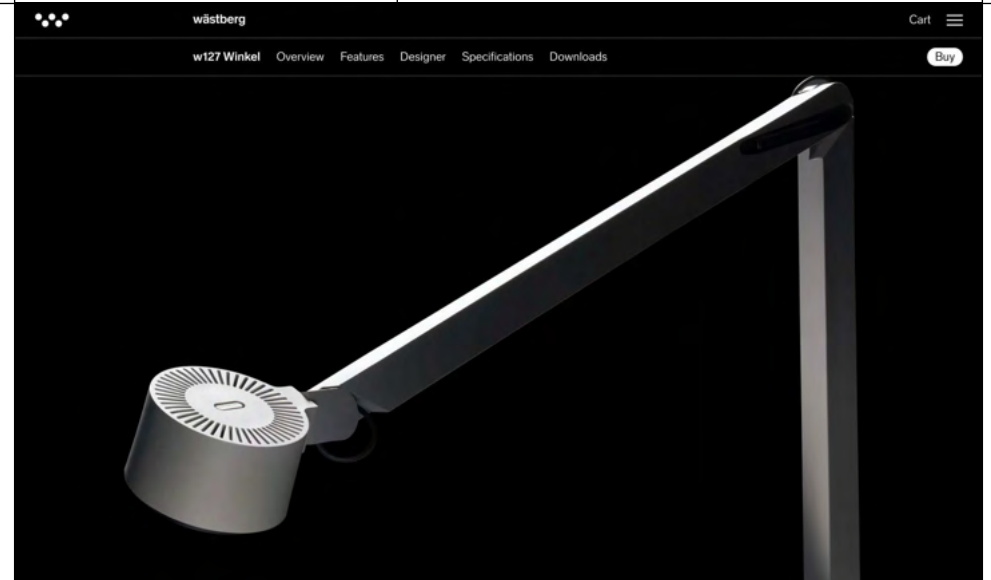 wästberg Cart
w127 Winkel Overview Features Designer Specifications Downloads Buy